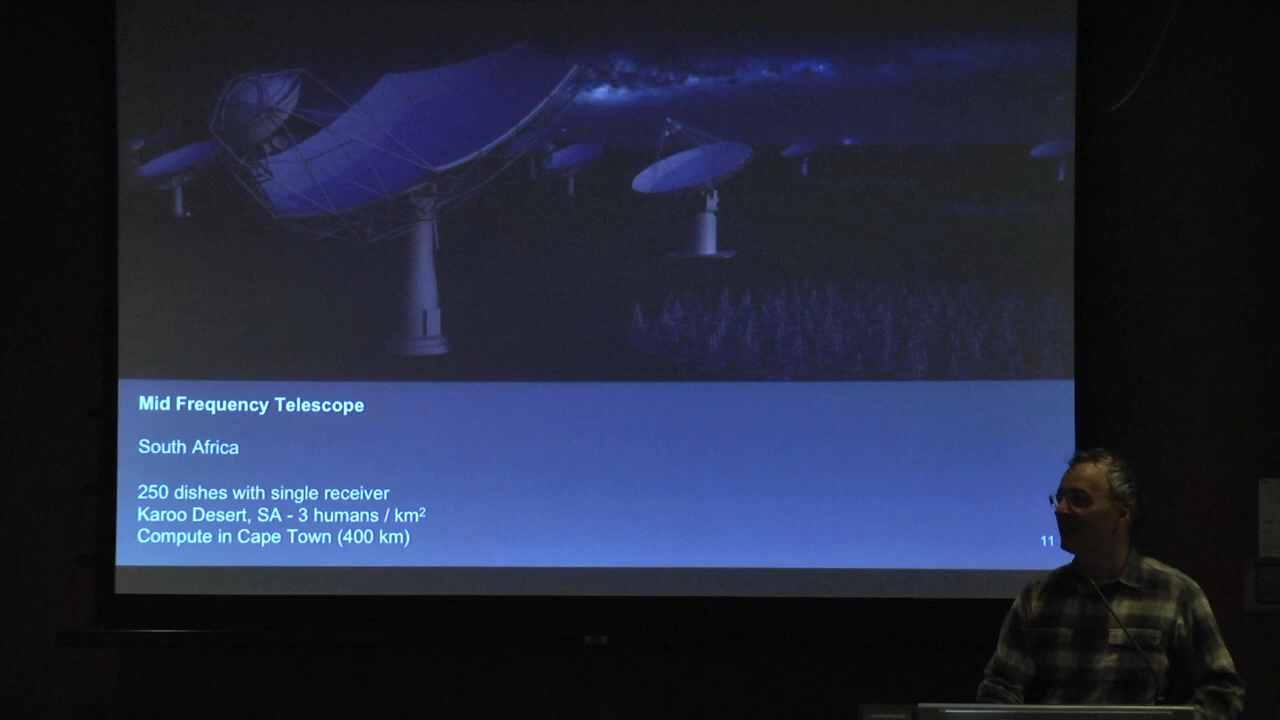 Mid Frequency Telescope
South Africa
250 dishes with single receiver
Karoo Desert, SA - 3 humans / km²
Compute in Cape Town (400 km)
11